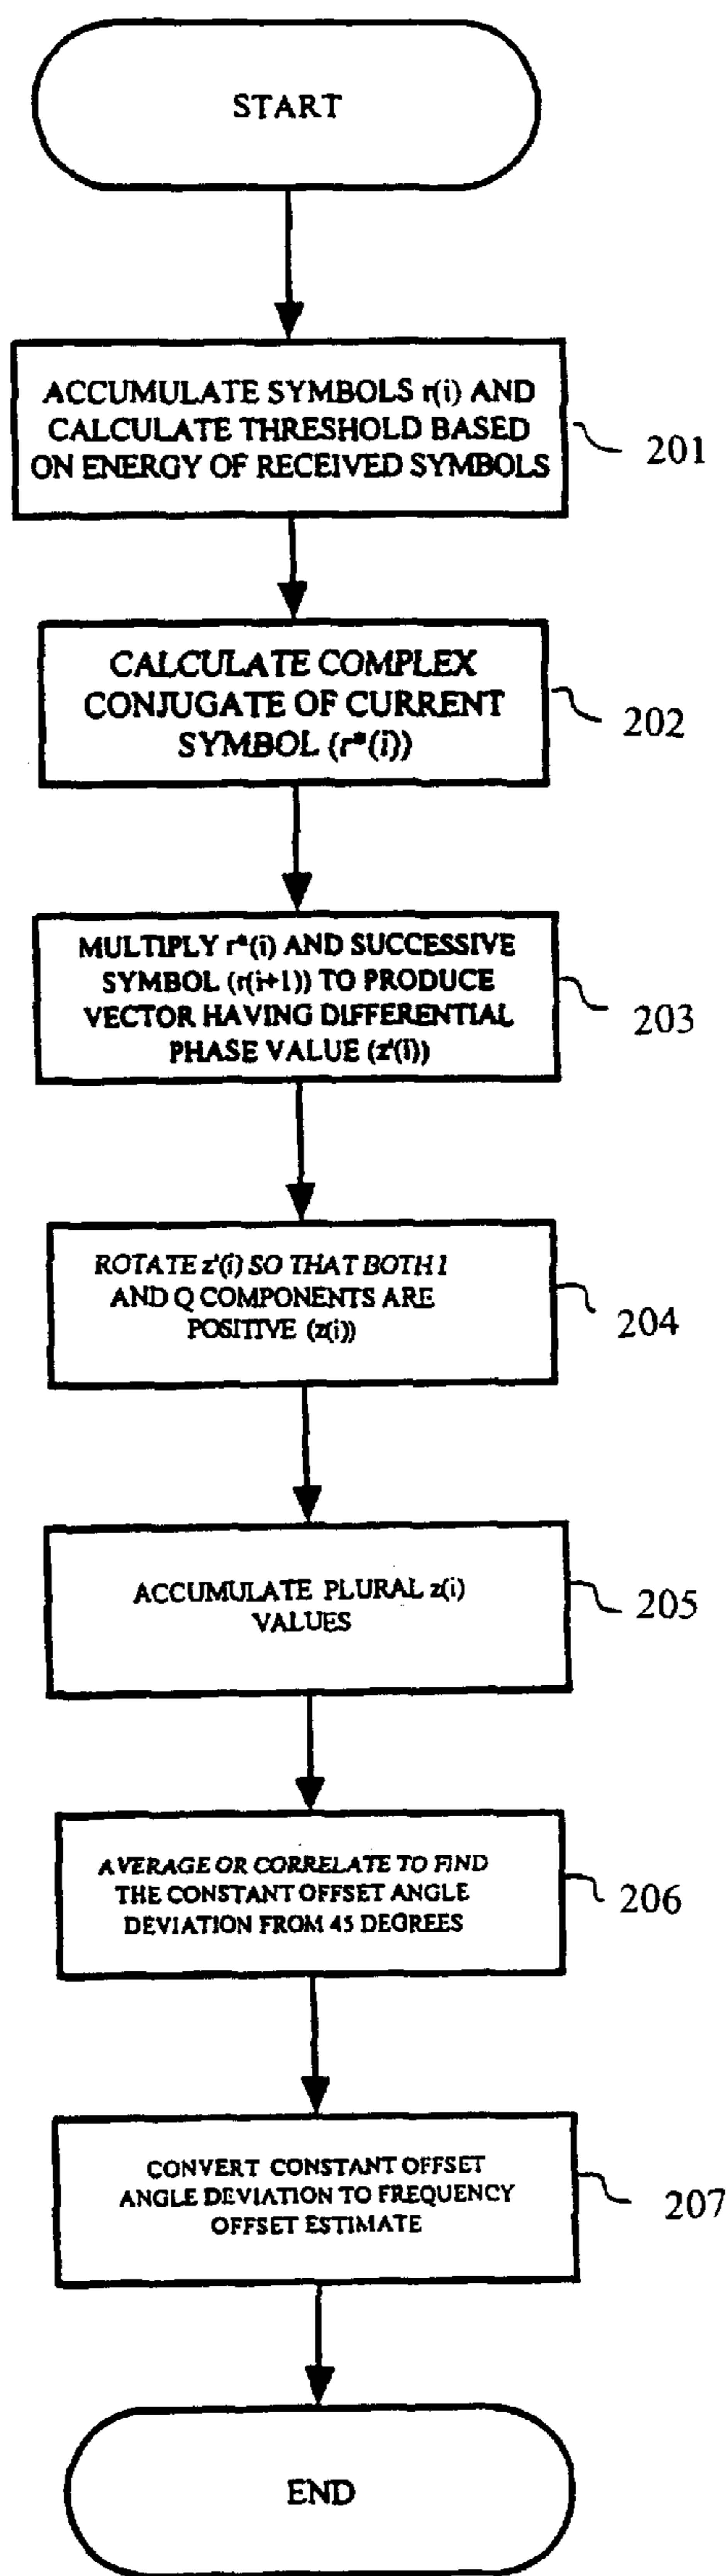 START
ACCUMULATE SYMBOLS r(i) AND
CALCULATE THRESHOLD BASED
ON ENERGY OF RECEIVED SYMBOLS
201
CALCULATE COMPLEX
CONJUGATE OF CURRENT
SYMBOL (r*(i))
202
MULTIPLY r*(i) AND SUCCESSIVE
SYMBOL (r(i+1)) TO PRODUCE
VECTOR HAVING DIFFERENTIAL
PHASE VALUE (z'(i))
203
ROTATE z'(i) SO THAT BOTH I
AND Q COMPONENTS ARE
POSITIVE (z(i))
204
ACCUMULATE PLURAL z(i)
VALUES
205
AVERAGE OR CORRELATE TO FIND
THE CONSTANT OFFSET ANGLE
DEVIATION FROM 45 DEGREES
206
CONVERT CONSTANT OFFSET
ANGLE DEVIATION TO FREQUENCY
OFFSET ESTIMATE
207
END